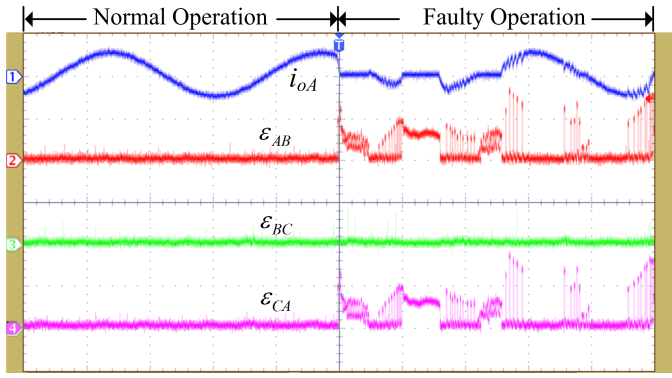 Normal Operation Faulty Operation
T
1 i_oA
ε_AB
2
ε_BC
3
ε_CA
4